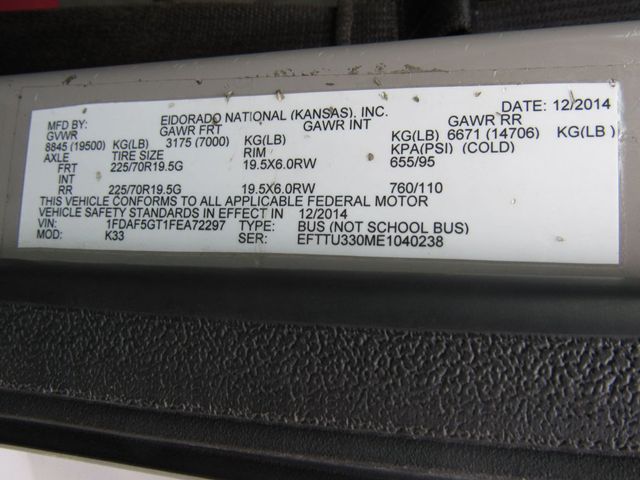 MFD BY: EIDORADO NATIONAL (KANSAS), INC. DATE: 12/2014
GVWR GAWR FRT GAWR INT GAWR RR
8845 (19500) KG(LB) 3175 (7000) KG(LB) KG(LB) 6671 (14706) KG(LB)
AXLE TIRE SIZE RIM KPA(PSI) (COLD)
FRT 225/70R19.5G 19.5X6.0RW 655/95
INT
RR 225/70R19.5G 19.5X6.0RW 760/110
THIS VEHICLE CONFORMS TO ALL APPLICABLE FEDERAL MOTOR
VEHICLE SAFETY STANDARDS IN EFFECT IN 12/2014
VIN: 1FDAF5GT1FEA72297 TYPE: BUS (NOT SCHOOL BUS)
MOD: K33 SER: EFTTU330ME1040238